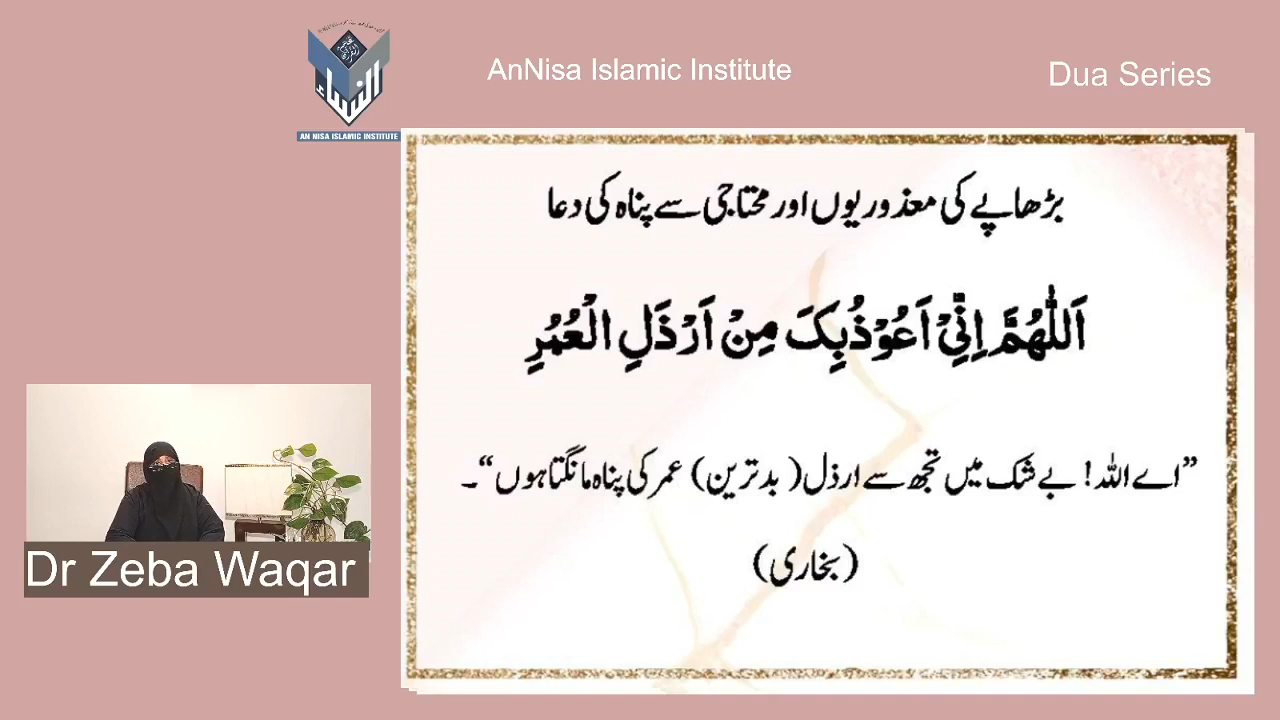 AnNisa Islamic Institute
Dua Series
النساء
AN NISA ISLAMIC INSTITUTE
بڑھاپے کی معذوریوں اور محتاجی سے پناہ کی دعا
اَللّٰهُمَّ اِنِّیْۤ اَعُوْذُبِکَ مِنْ اَرْذَلِ الْعُمُرِ
”اے اللہ! بے شک میں تجھ سے ارذل (بدترین) عمر کی پناہ مانگتا ہوں“۔
(بخاری)
Dr Zeba Waqar